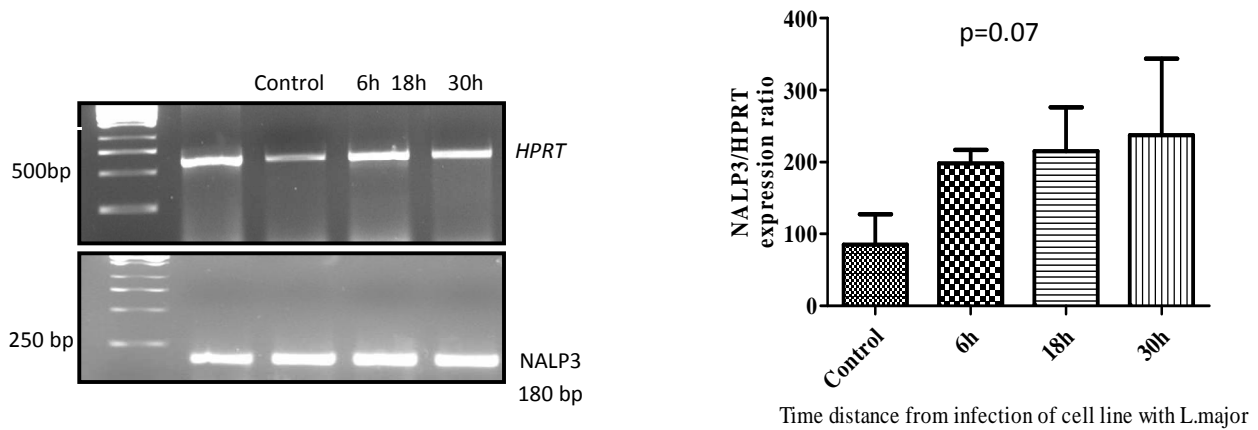 Control 6h 18h 30h
HPRT
500bp
250 bp
NALP3
180 bp
p=0.07
400
300
200
100
0
NALP3/HPRT
expression ratio
Control
6h
18h
30h
Time distance from infection of cell line with L.major